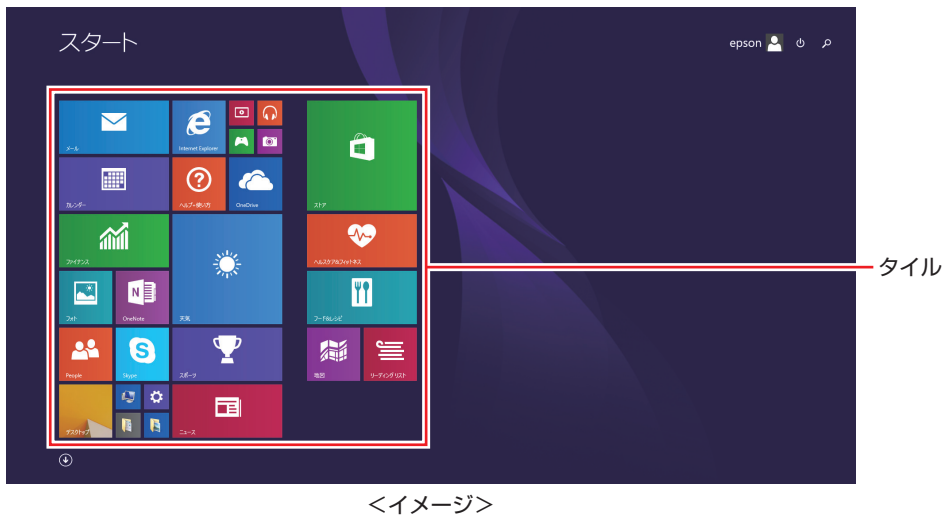 スタート
epson
メール
Internet Explorer
カレンダー
ヘルプ+使い方
OneDrive
ストア
ファイナンス
ヘルスケア&フィットネス
タイル
フォト
OneNote
天気
フード&レシピ
People
Skype
スポーツ
地図
リーディング リスト
デスクトップ
ニュース
<イメージ>